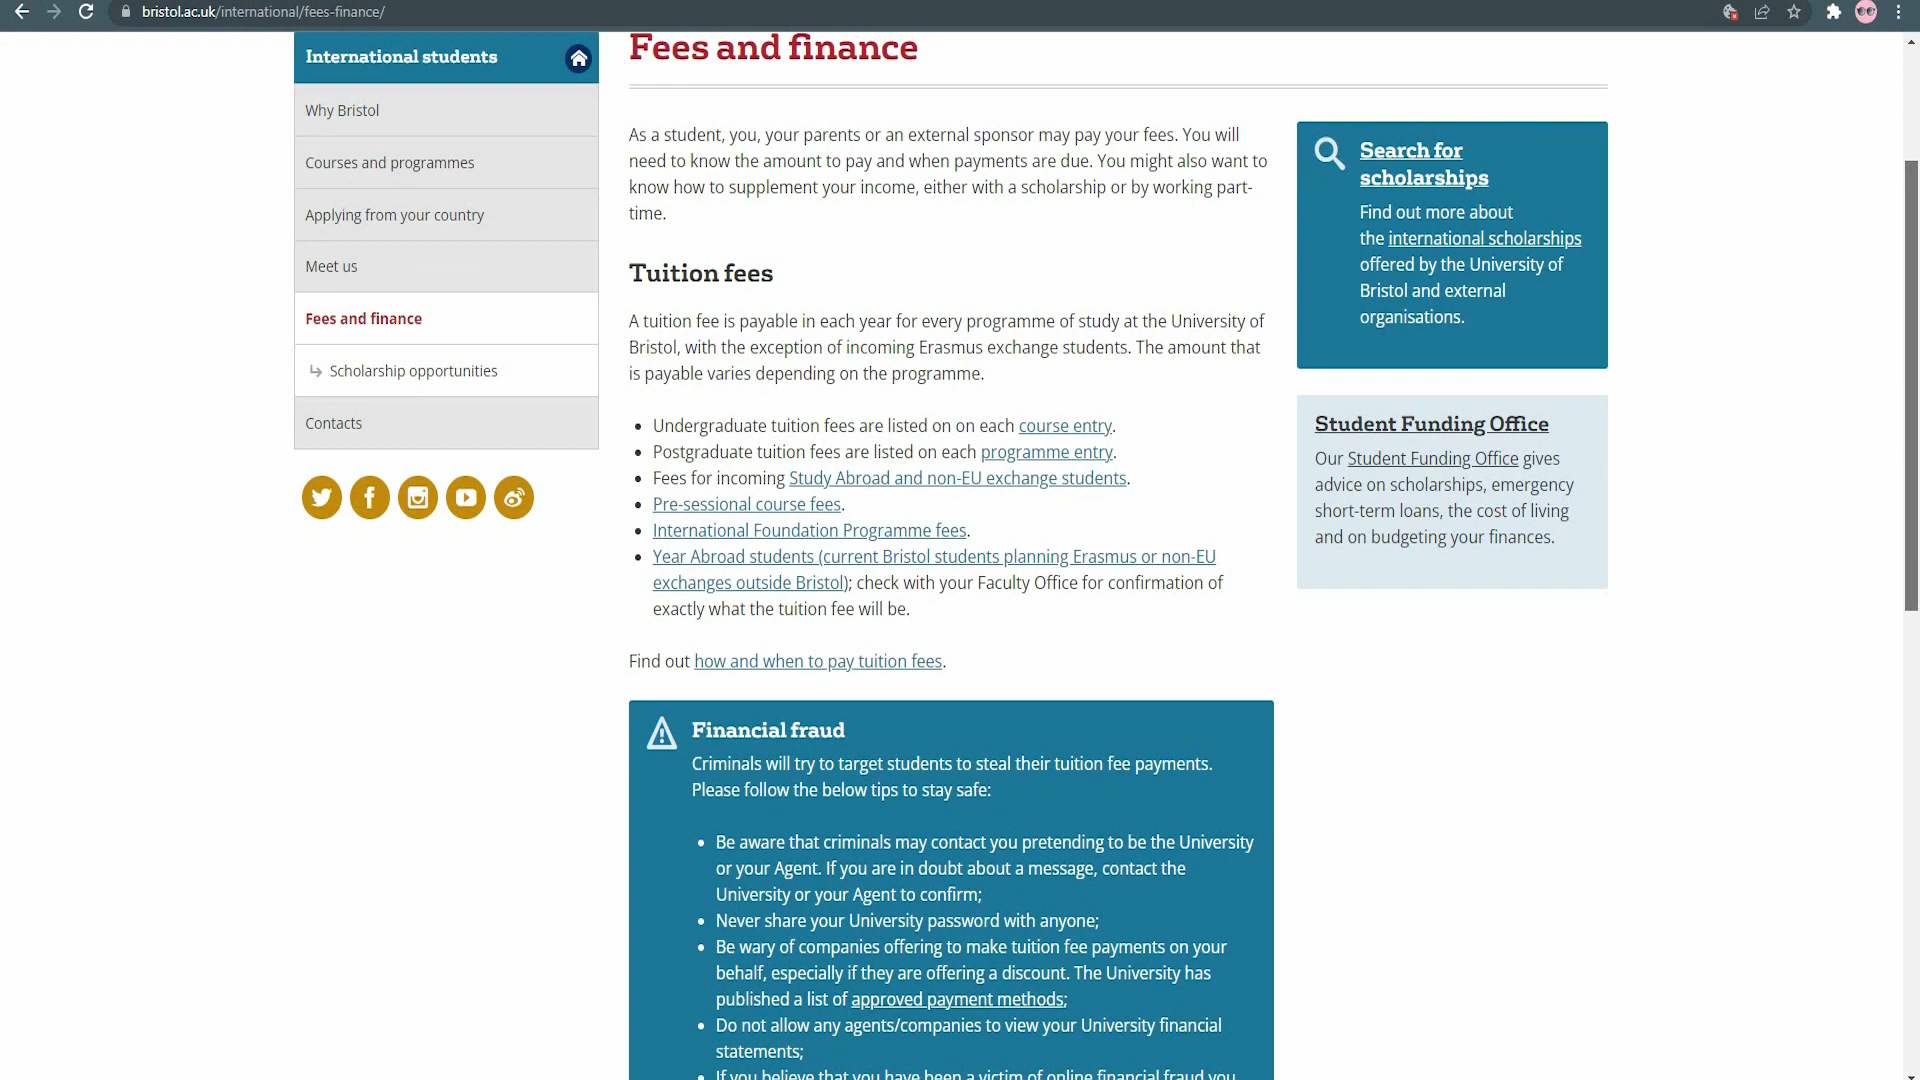 bristol.ac.uk/international/fees-finance/
International students
Why Bristol
Courses and programmes
Applying from your country
Meet us
Fees and finance
Scholarship opportunities
Contacts
Fees and finance
As a student, you, your parents or an external sponsor may pay your fees. You will
need to know the amount to pay and when payments are due. You might also want to
know how to supplement your income, either with a scholarship or by working part-
time.
Tuition fees
A tuition fee is payable in each year for every programme of study at the University of
Bristol, with the exception of incoming Erasmus exchange students. The amount that
is payable varies depending on the programme.
Undergraduate tuition fees are listed on on each course entry.
Postgraduate tuition fees are listed on each programme entry.
Fees for incoming Study Abroad and non-EU exchange students.
Pre-sessional course fees.
International Foundation Programme fees.
Year Abroad students (current Bristol students planning Erasmus or non-EU
exchanges outside Bristol); check with your Faculty Office for confirmation of
exactly what the tuition fee will be.
Find out how and when to pay tuition fees.
Financial fraud
Criminals will try to target students to steal their tuition fee payments.
Please follow the below tips to stay safe:
Be aware that criminals may contact you pretending to be the University
or your Agent. If you are in doubt about a message, contact the
University or your Agent to confirm;
Never share your University password with anyone;
Be wary of companies offering to make tuition fee payments on your
behalf, especially if they are offering a discount. The University has
published a list of approved payment methods;
Do not allow any agents/companies to view your University financial
statements;
If you believe that you have been a victim of online financial fraud you
Search for
scholarships
Find out more about
the international scholarships
offered by the University of
Bristol and external
organisations.
Student Funding Office
Our Student Funding Office gives
advice on scholarships, emergency
short-term loans, the cost of living
and on budgeting your finances.